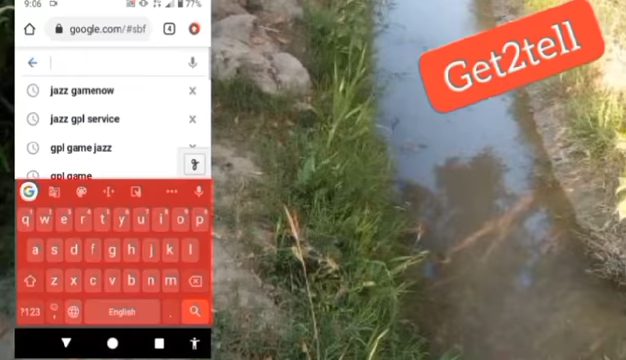 9:06
77%
google.com/#sbf
4
jazz gamenow
x
jazz gpl service
x
gpl game jazz
gpl game
G
q w e r t y u i o p
a s d f g h j k l
z x c v b n m
?123
English
.
Get2tell